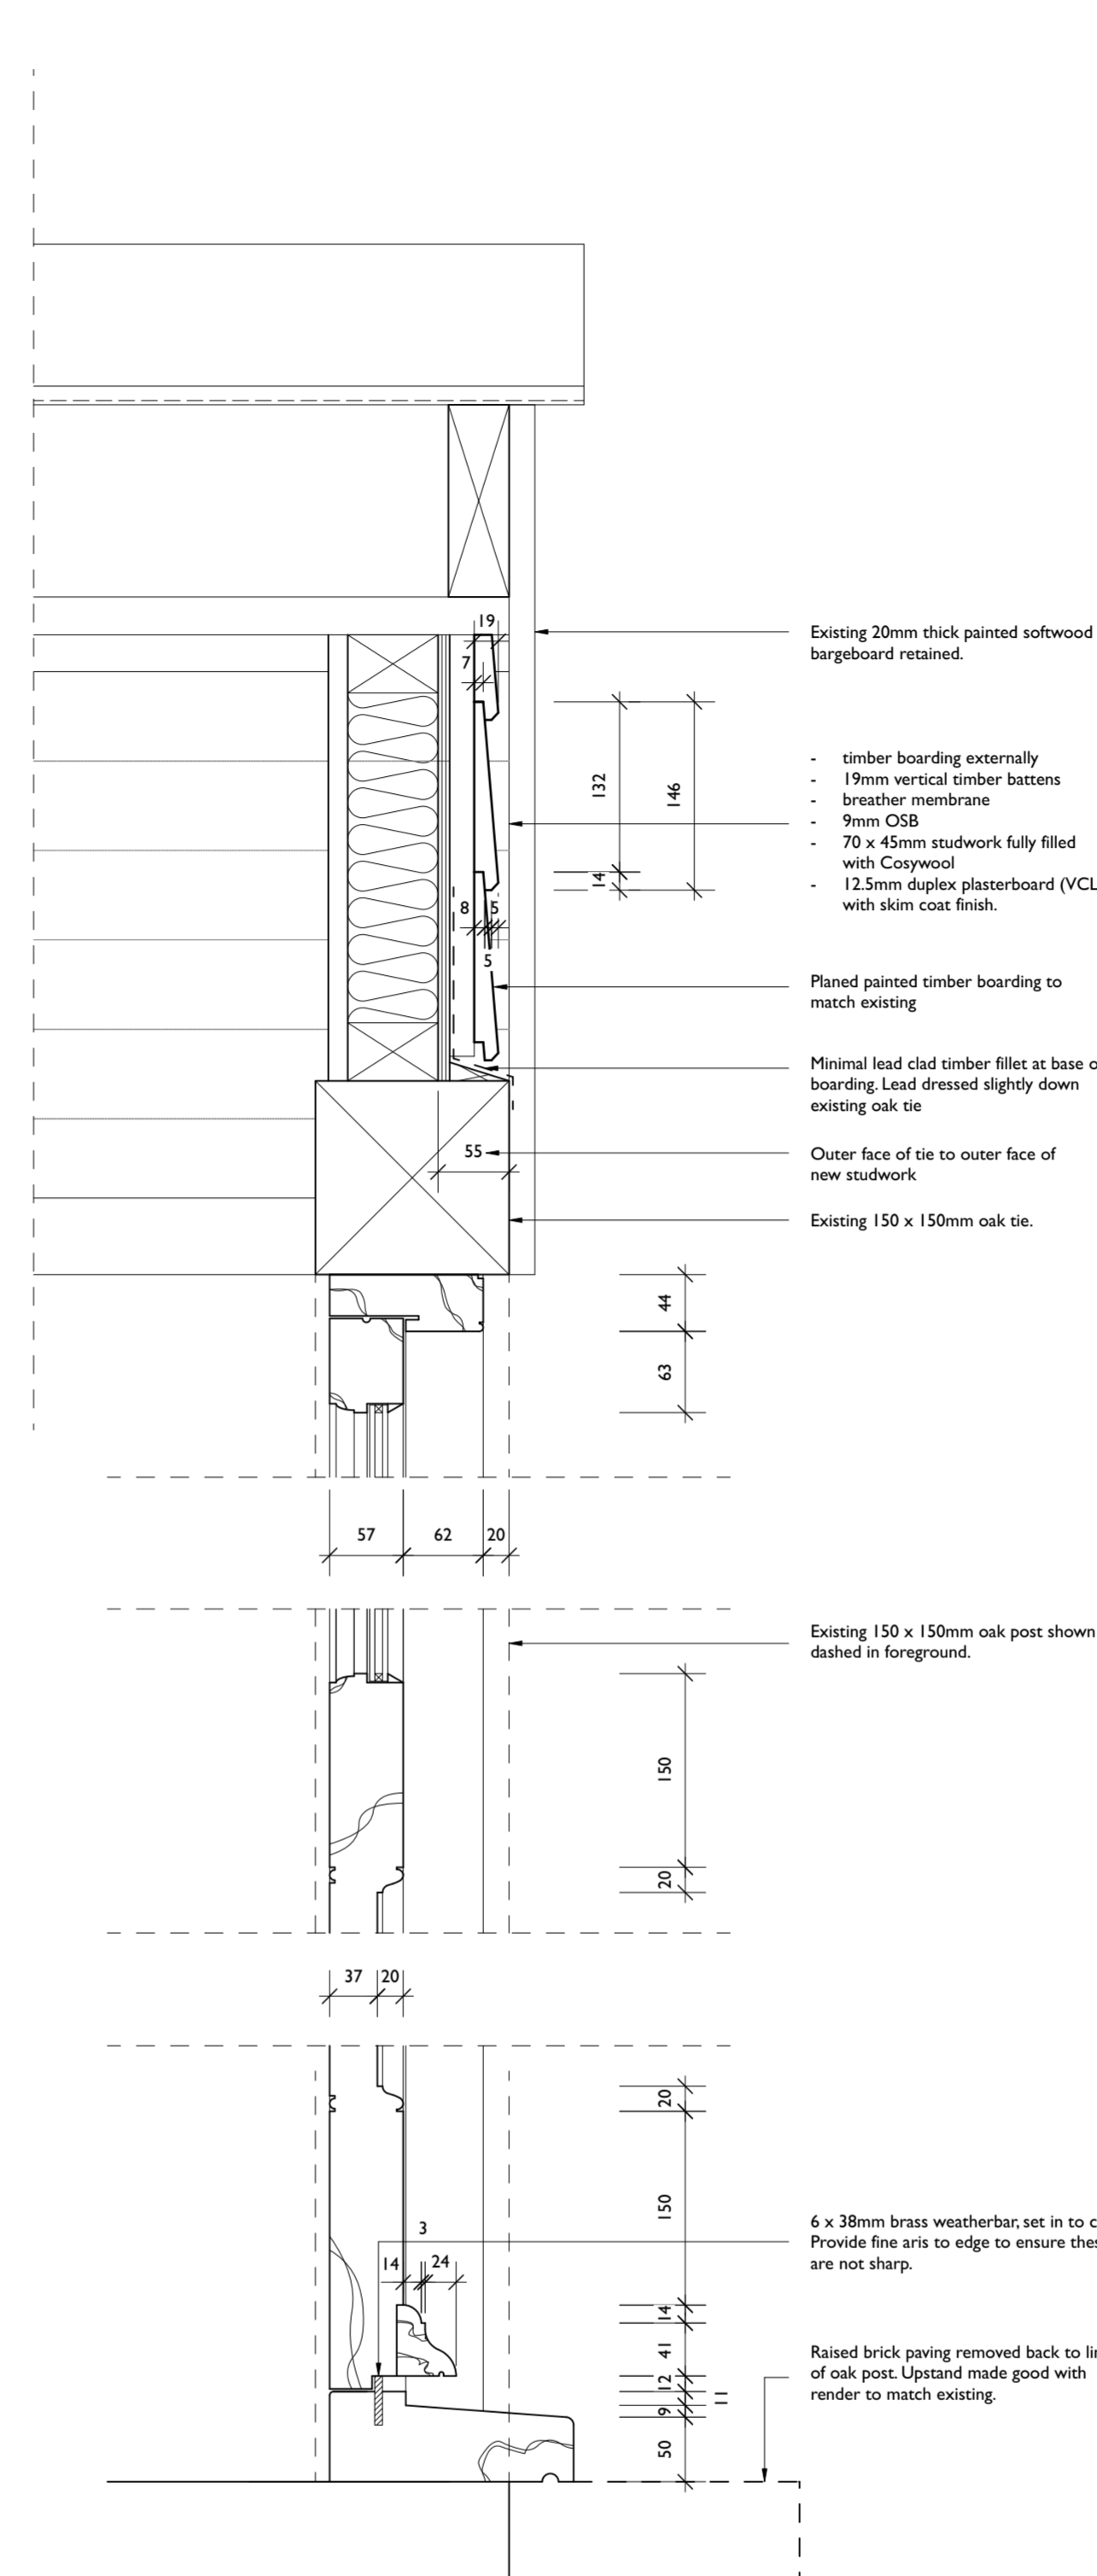 19
7
Existing 20mm thick painted softwood
bargeboard retained.
132
146
14
- timber boarding externally
- 19mm vertical timber battens
- breather membrane
- 9mm OSB
- 70 x 45mm studwork fully filled
with Cosywool
- 12.5mm duplex plasterboard (VCL
with skim coat finish.
8
5
5
Planed painted timber boarding to
match existing
Minimal lead clad timber fillet at base
boarding. Lead dressed slightly down
existing oak tie
55
Outer face of tie to outer face of
new studwork
Existing 150 x 150mm oak tie.
44
63
57 62 20
Existing 150 x 150mm oak post shown
dashed in foreground.
150
20
37 20
20
150
3
14 24
6 x 38mm brass weatherbar, set in to
Provide fine aris to edge to ensure
are not sharp.
14
41
12
11
9
50
Raised brick paving removed back to
of oak post. Upstand made good with
render to match existing.